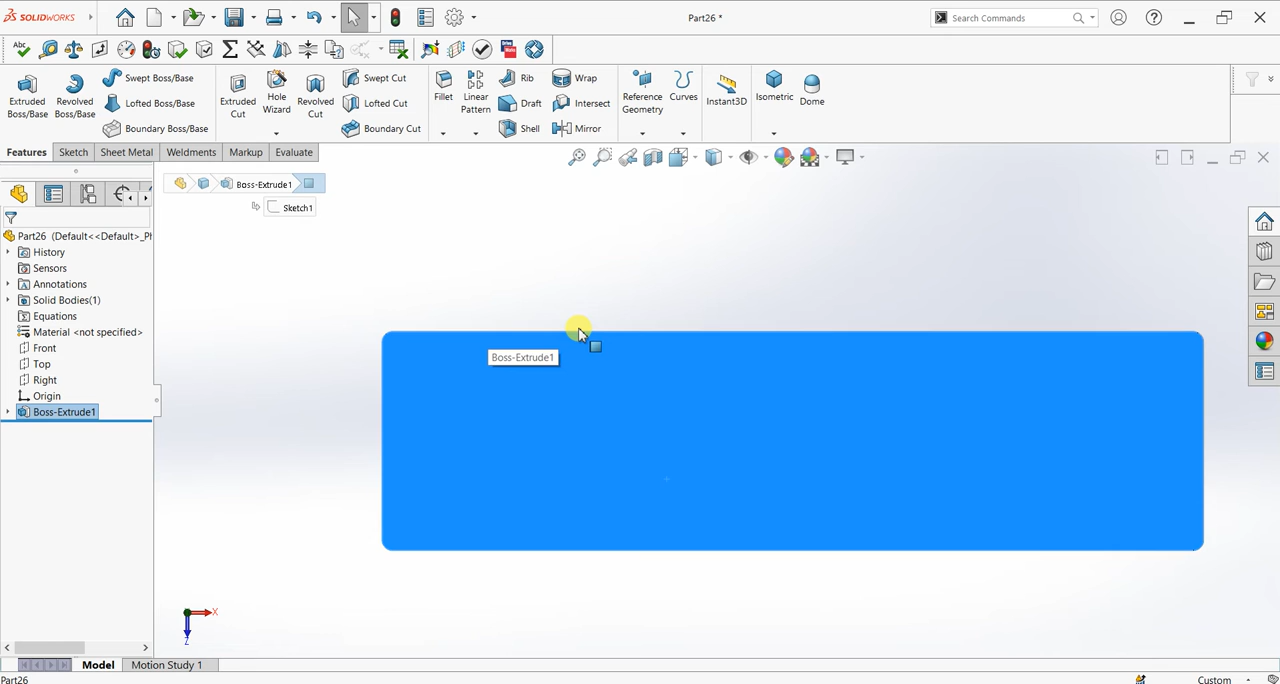 SOLIDWORKS
Part26 *
Search Commands
Extruded Boss/Base
Revolved Boss/Base
Swept Boss/Base
Lofted Boss/Base
Boundary Boss/Base
Extruded Cut
Hole Wizard
Revolved Cut
Swept Cut
Lofted Cut
Boundary Cut
Fillet
Linear Pattern
Rib
Draft
Shell
Wrap
Intersect
Mirror
Reference Geometry
Curves
Instant3D
Isometric
Dome
Features
Sketch
Sheet Metal
Weldments
Markup
Evaluate
Boss-Extrude1
Sketch1
Part26 (Default<<Default>_Ph
History
Sensors
Annotations
Solid Bodies(1)
Equations
Material <not specified>
Front
Top
Right
Origin
Boss-Extrude1
Boss-Extrude1
X
Z
Model
Motion Study 1
Part26
Custom